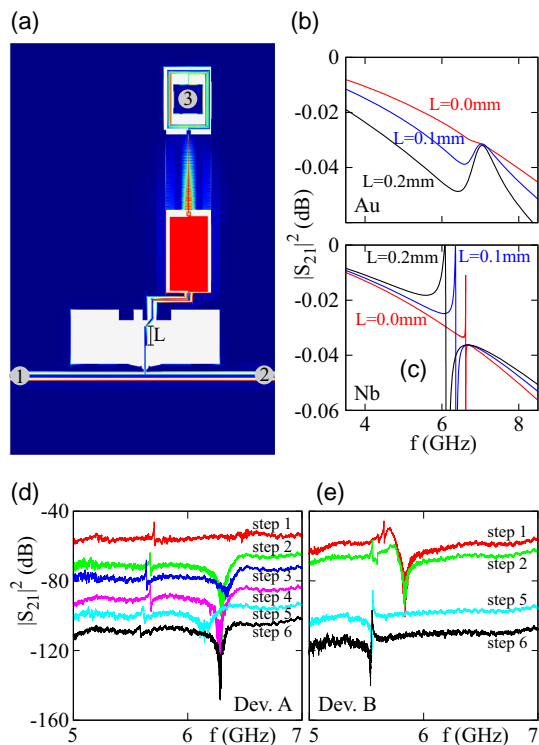 (a)
3
L
1
2
(b)
0
-0.02
-0.04
|S21|² (dB)
L=0.0mm
L=0.1mm
L=0.2mm
Au
0
-0.02
-0.04
-0.06
|S21|² (dB)
L=0.2mm
L=0.1mm
L=0.0mm
(c)
Nb
4 6 8
f (GHz)
(d)
-40
-80
-120
-160
|S21|² (dB)
step 1
step 2
step 3
step 4
step 5
step 6
Dev. A
5 6 7
f (GHz)
(e)
step 1
step 2
step 5
step 6
Dev. B
5 6 7
f (GHz)